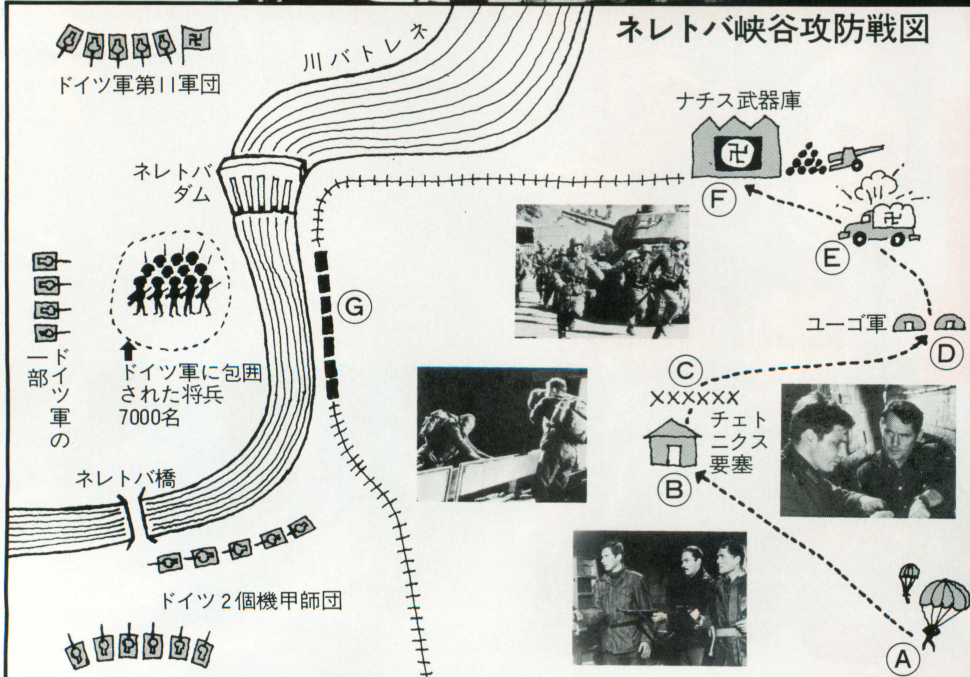 ネレトバ峡谷攻防戦図
ドイツ軍第11軍団
ネレトバ川
ナチス武器庫
ネレトバ
ダム
F
E
G
ユーゴ軍
D
ドイツ軍の
一部
ドイツ軍に包囲
された将兵
7000名
C
××××××
チェト
ニクス
要塞
B
ネレトバ橋
ドイツ2個機甲師団
A